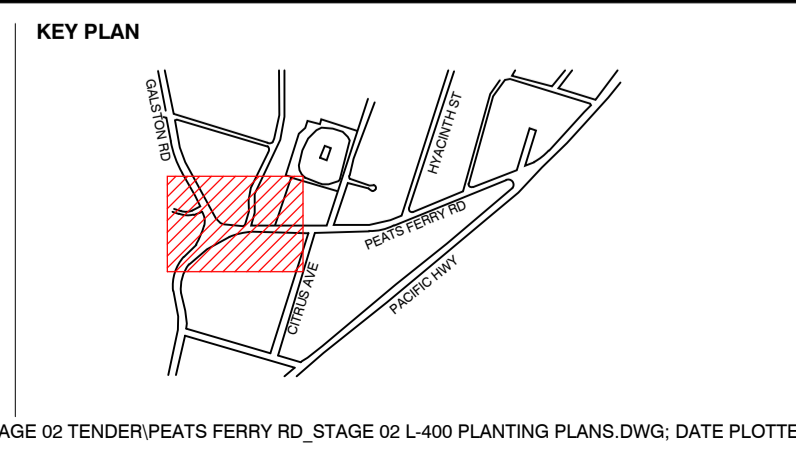 KEY PLAN
GALSTON RD
HYACINTH ST
PEATS FERRY RD
CITRUS AVE
PACIFIC HWY
AGE 02 TENDER\PEATS FERRY RD_STAGE 02 L-400 PLANTING PLANS.DWG; DATE PLOTTE